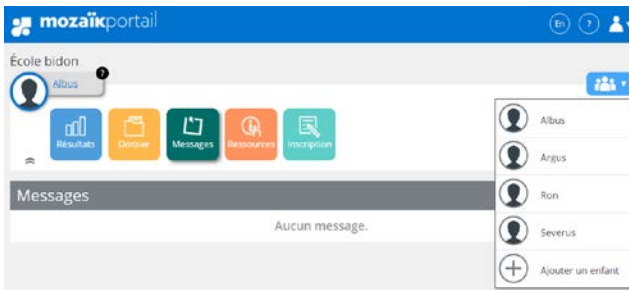 mozaïkportail
En ?
École bidon
Albus ?
Résultats
Dossier
Messages
Ressources
Inscription
Messages
Aucun message.
Albus
Argus
Ron
Severus
Ajouter un enfant